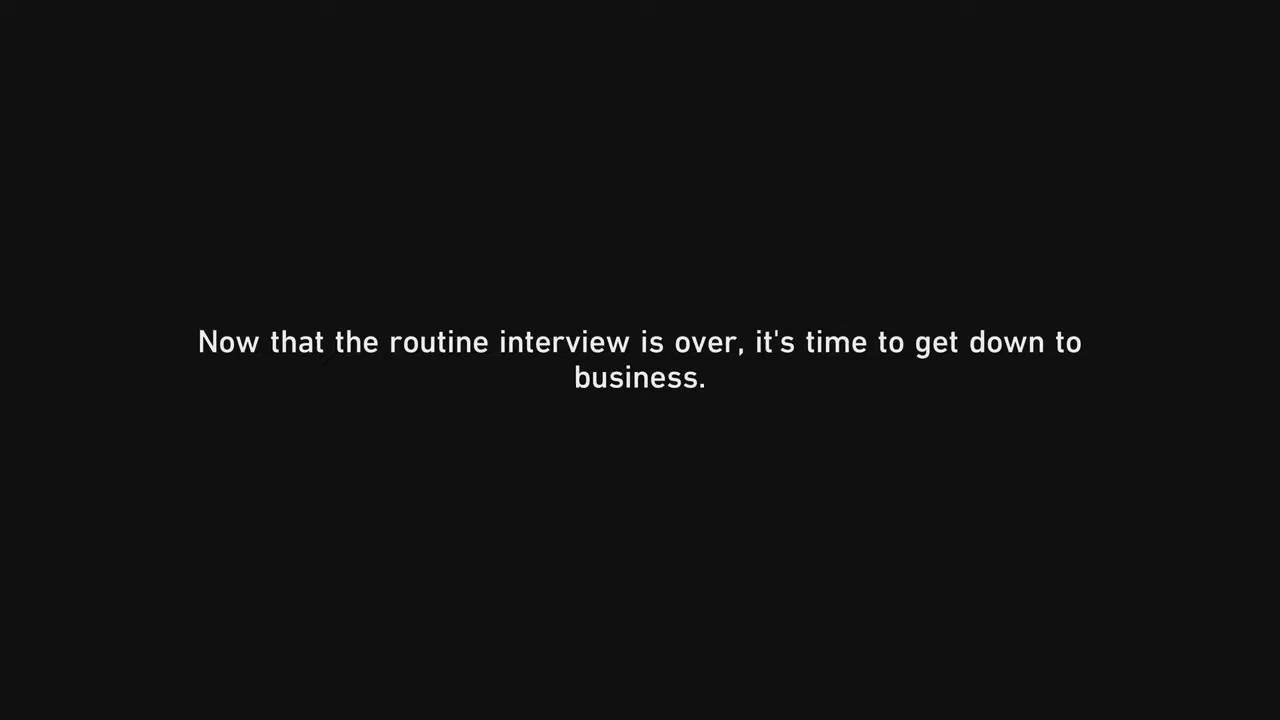 Now that the routine interview is over, it's time to get down to
business.